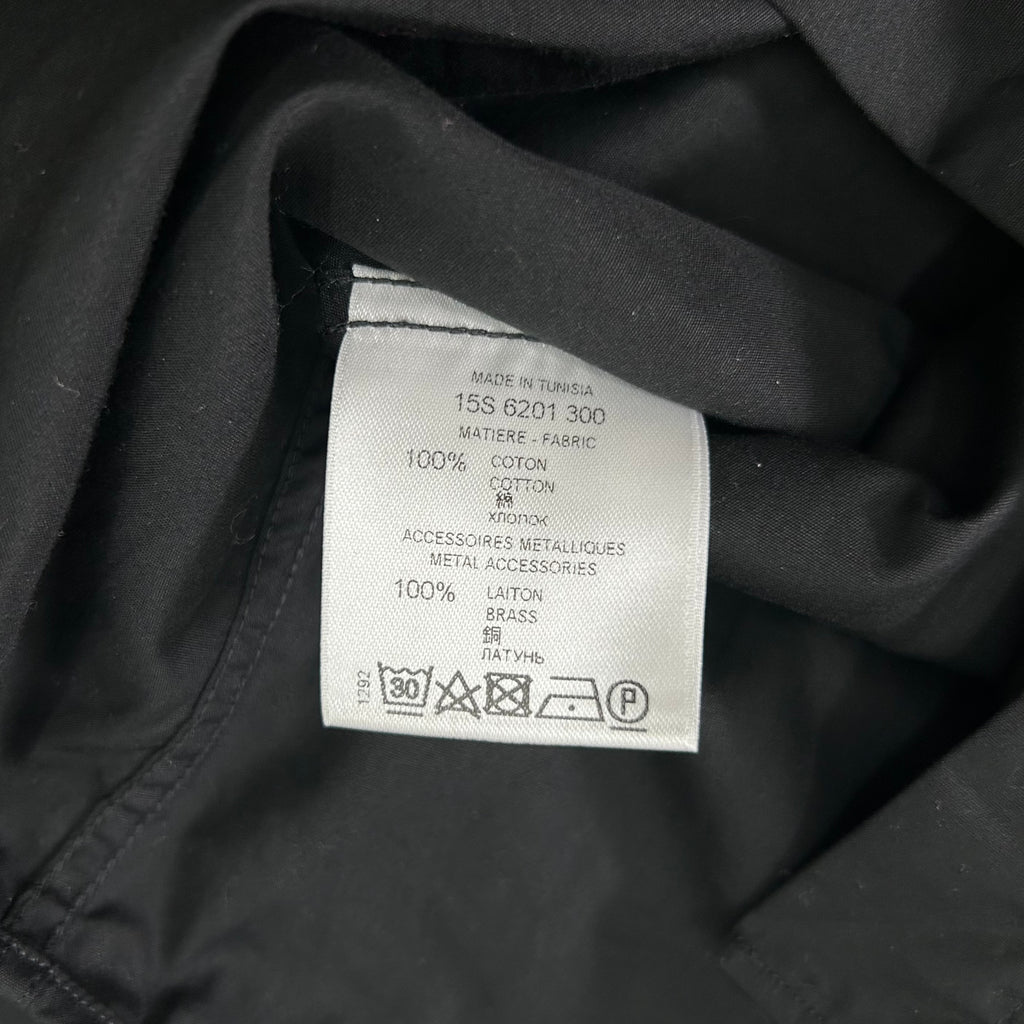 MADE IN TUNISIA
15S 6201 300
MATIERE - FABRIC
100% COTON
COTTON
綿
хлопок
ACCESSOIRES METALLIQUES
METAL ACCESSORIES
100% LAITON
BRASS
銅
ЛАТУНЬ
1292
30
P